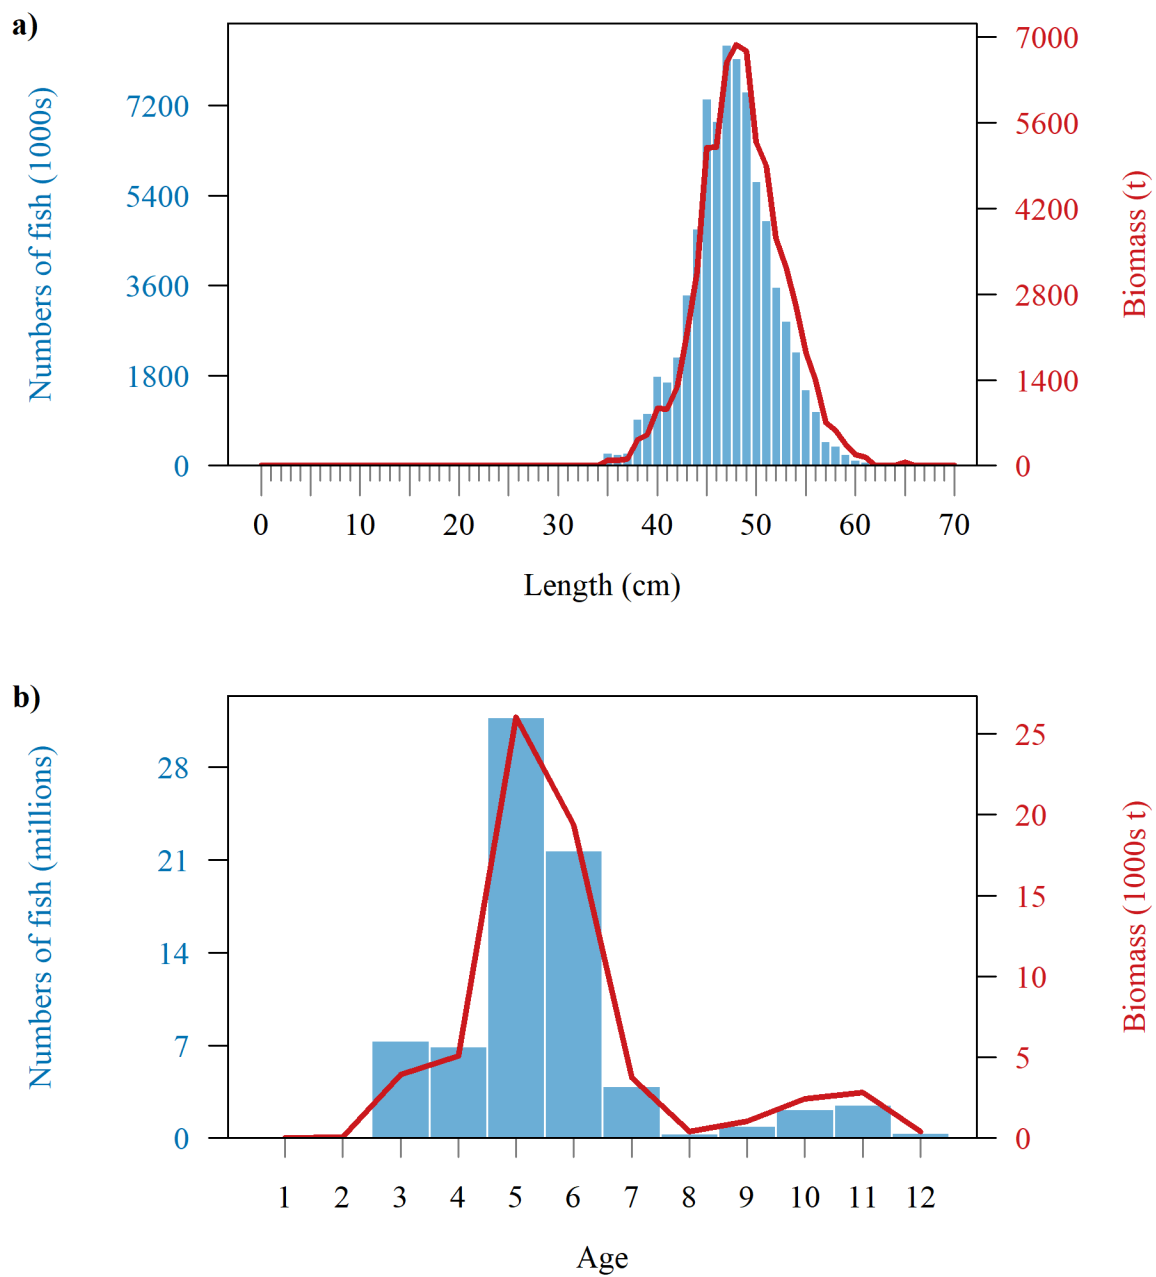 a)
Numbers of fish (1000s)
7200
5400
3600
1800
0
7000
5600
4200
2800
1400
0
Biomass (t)
0 10 20 30 40 50 60 70
Length (cm)
b)
Numbers of fish (millions)
28
21
14
7
0
25
20
15
10
5
0
Biomass (1000s t)
1 2 3 4 5 6 7 8 9 10 11 12
Age